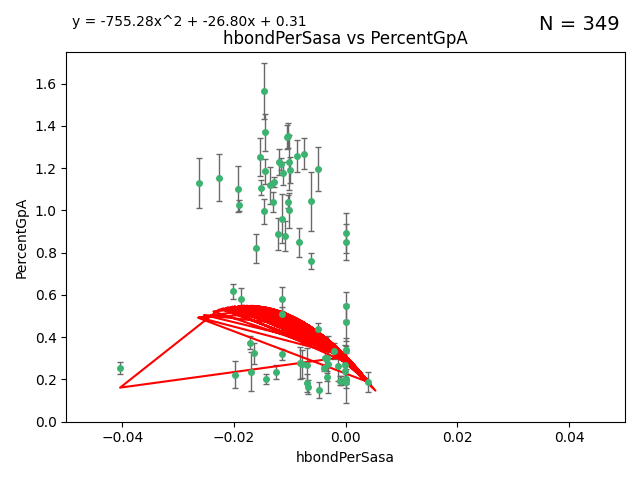 y = -755.28x^2 + -26.80x + 0.31
N = 349
hbondPerSasa vs PercentGpA
1.6
1.4
1.2
1.0
0.8
0.6
0.4
0.2
0.0
PercentGpA
−0.04 −0.02 0.00 0.02 0.04
hbondPerSasa